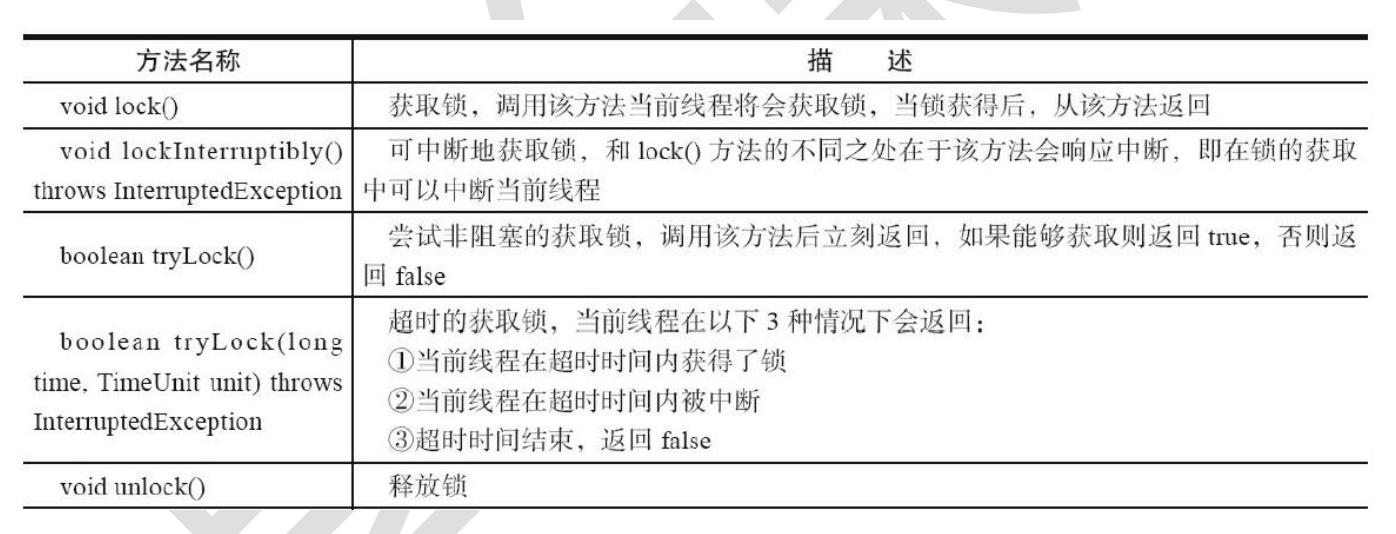 方法名称 描 述
void lock() 获取锁，调用该方法当前线程将会获取锁，当锁获得后，从该方法返回
void lockInterruptibly() throws InterruptedException 可中断地获取锁，和 lock() 方法的不同之处在于该方法会响应中断，即在锁的获取
中可以中断当前线程
boolean tryLock() 尝试非阻塞的获取锁，调用该方法后立刻返回，如果能够获取则返回 true，否则返
回 false
boolean tryLock(long
time, TimeUnit unit) throws
InterruptedException
超时的获取锁，当前线程在以下 3 种情况下会返回：
①当前线程在超时时间内获得了锁
②当前线程在超时时间内被中断
③超时时间结束，返回 false
void unlock() 释放锁